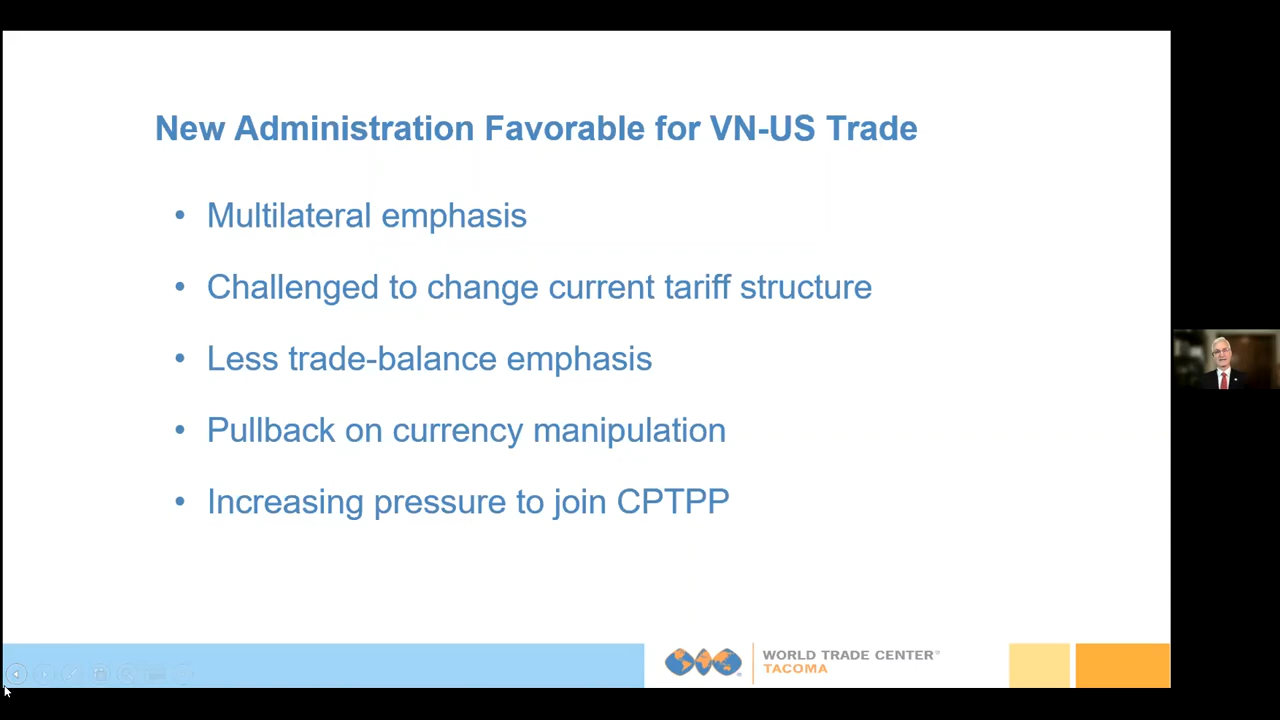 New Administration Favorable for VN-US Trade
• Multilateral emphasis
• Challenged to change current tariff structure
• Less trade-balance emphasis
• Pullback on currency manipulation
• Increasing pressure to join CPTPP
WORLD TRADE CENTER®
TACOMA